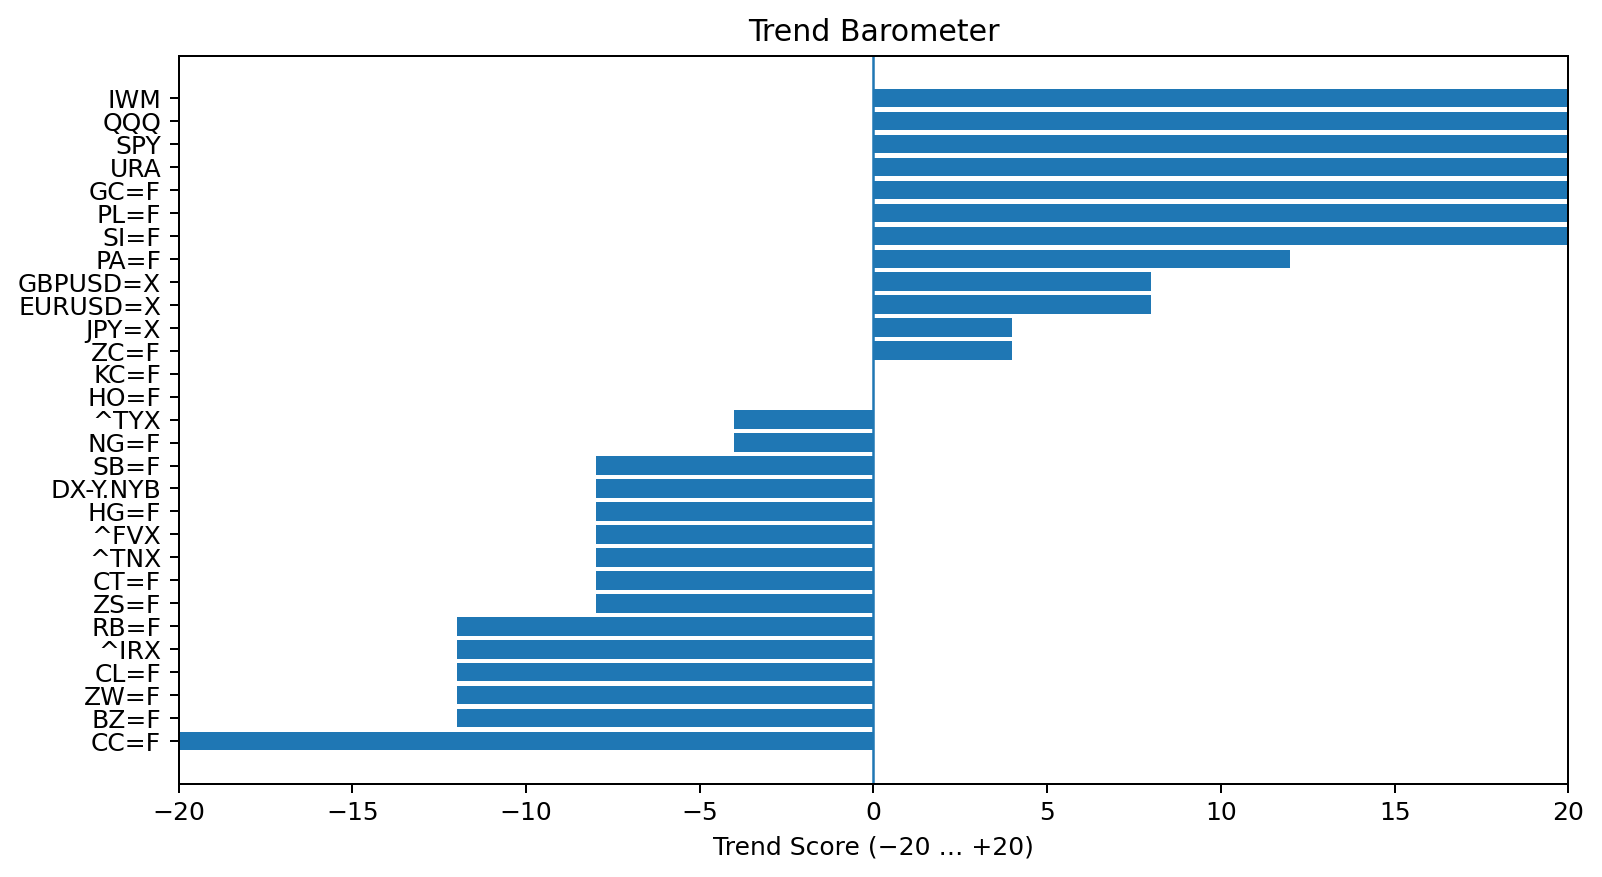 Trend Barometer
IWM
QQQ
SPY
URA
GC=F
PL=F
SI=F
PA=F
GBPUSD=X
EURUSD=X
JPY=X
ZC=F
KC=F
HO=F
^TYX
NG=F
SB=F
DX-Y.NYB
HG=F
^FVX
^TNX
CT=F
ZS=F
RB=F
^IRX
CL=F
ZW=F
BZ=F
CC=F
−20 −15 −10 −5 0 5 10 15 20
Trend Score (−20 … +20)